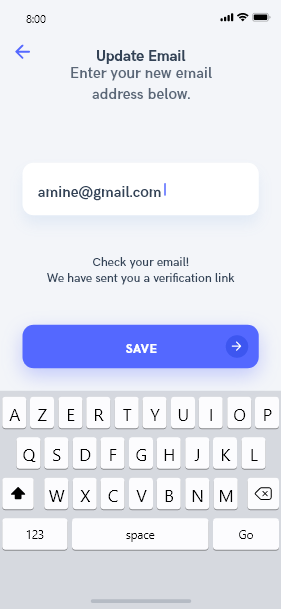 8:00
Update Email
Enter your new email
address below.
amine@gmail.com
Check your email!
We have sent you a verification link
SAVE
A Z E R T Y U I O P
Q S D F G H J K L
W X C V B N M
123 space Go